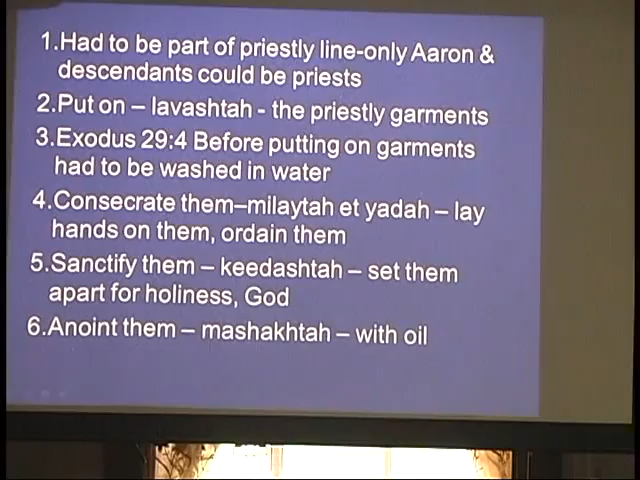 1.Had to be part of priestly line-only Aaron &
descendants could be priests
2.Put on – lavashtah - the priestly garments
3.Exodus 29:4 Before putting on garments
had to be washed in water
4.Consecrate them–milaytah et yadah – lay
hands on them, ordain them
5.Sanctify them – keedashtah – set them
apart for holiness, God
6.Anoint them – mashakhtah – with oil